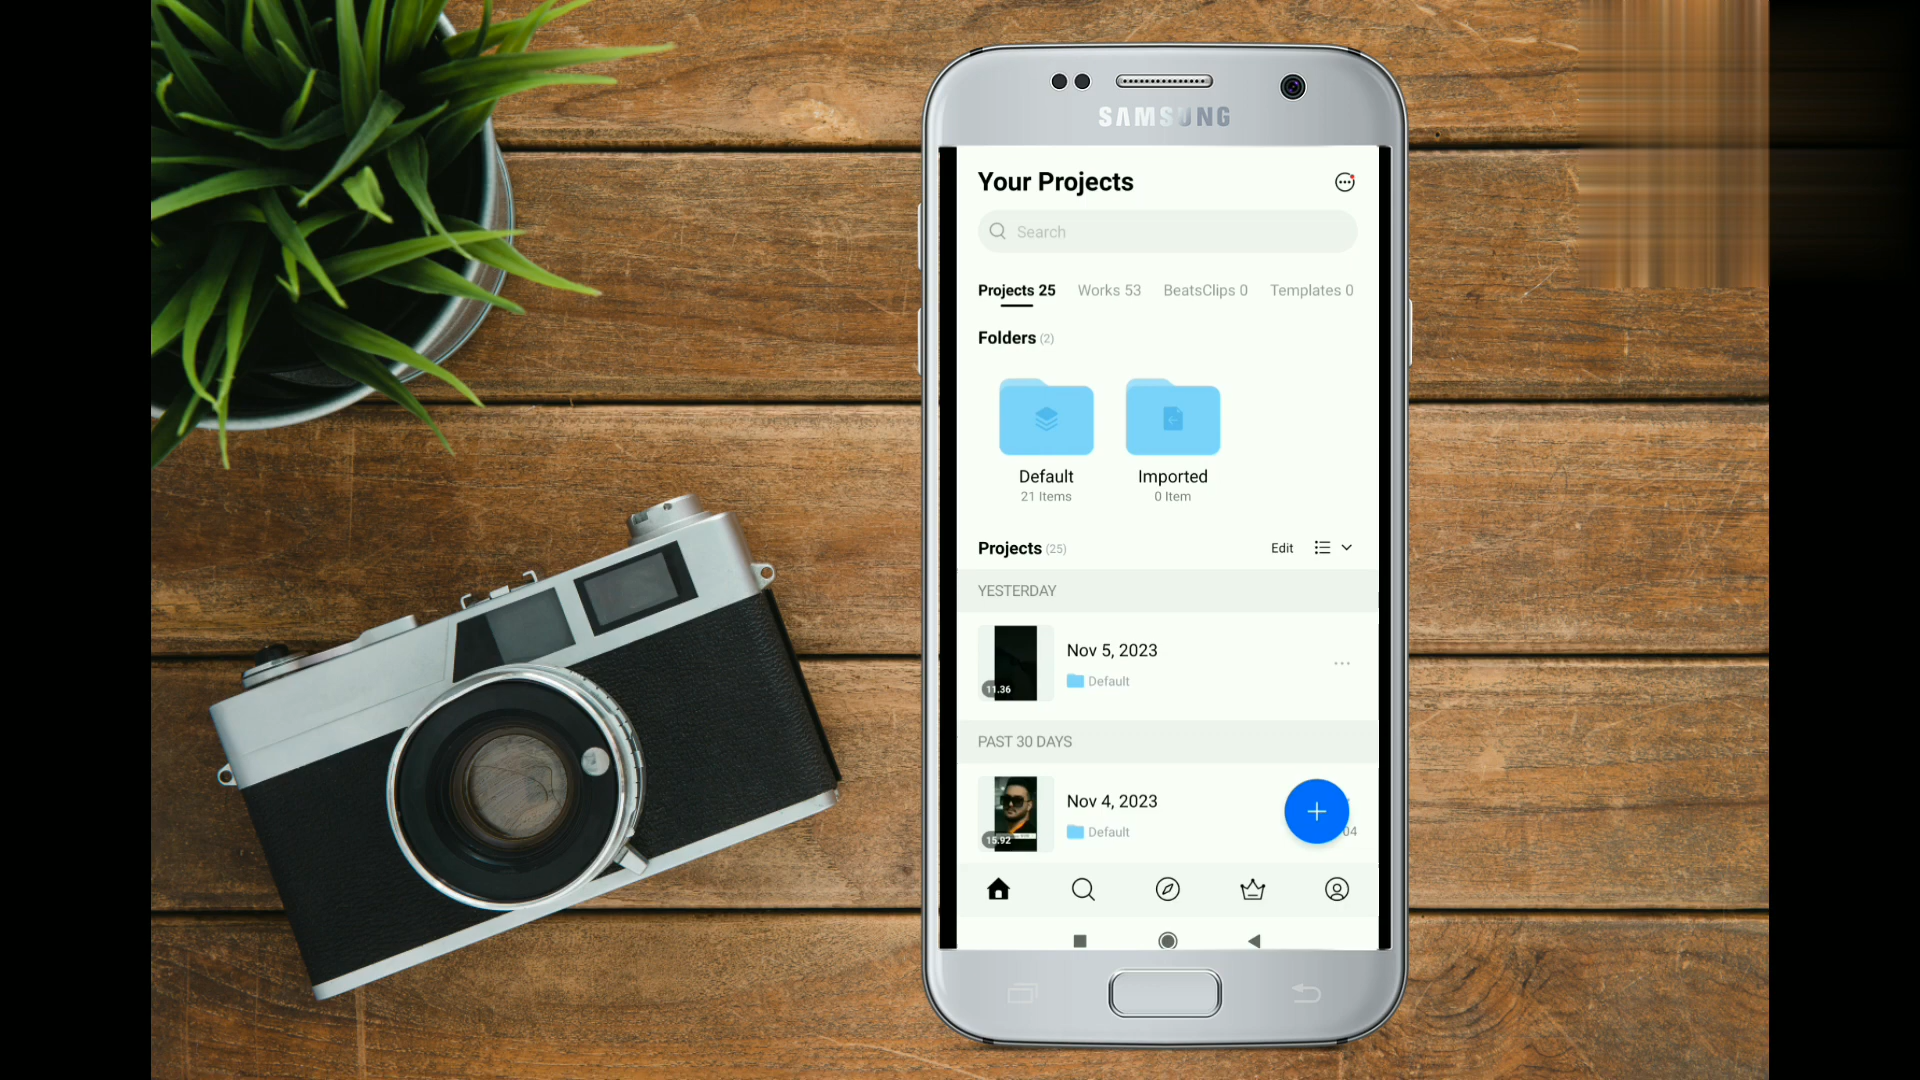 SAMSUNG
Your Projects
Search
Projects 25 Works 53 BeatsClips 0 Templates 0
Folders (2)
Default Imported
21 Items 0 Item
Projects (25) Edit
YESTERDAY
Nov 5, 2023
11.36 Default
PAST 30 DAYS
Nov 4, 2023
15.92 Default 04